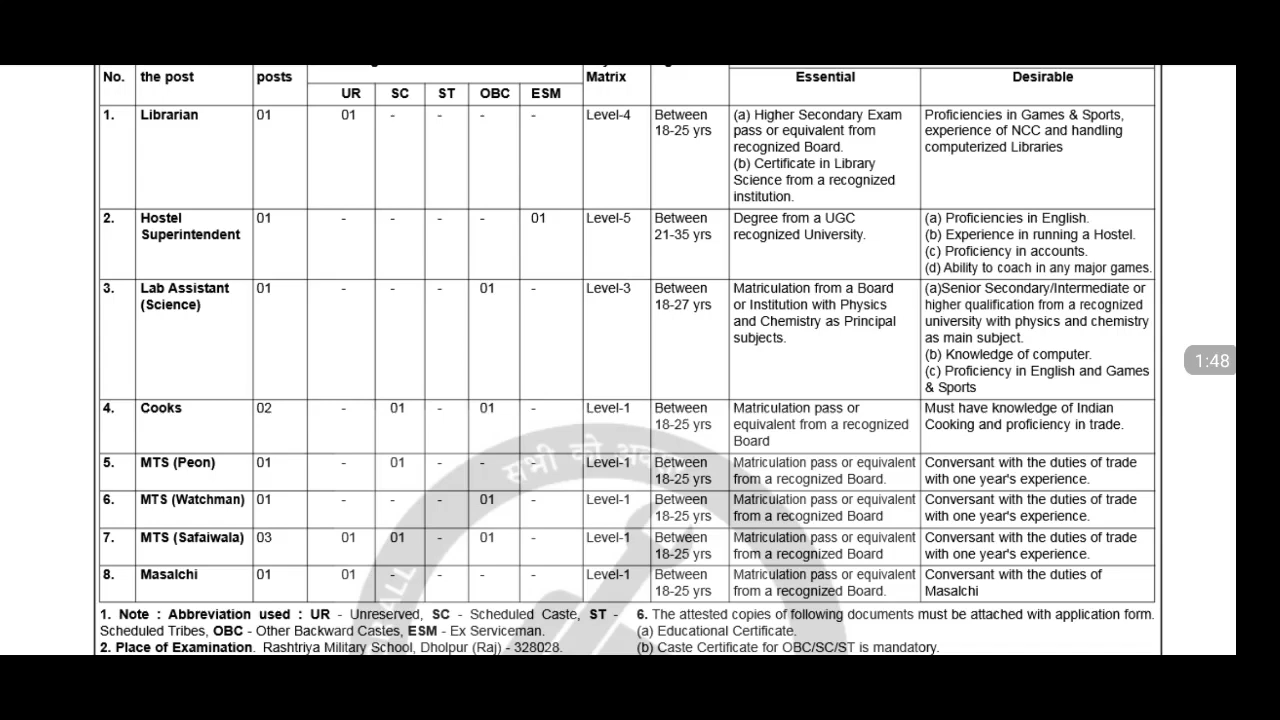 No. the post posts Matrix Essential Desirable
UR SC ST OBC ESM
1. Librarian 01 01 - - - - Level-4 Between (a) Higher Secondary Exam Proficiencies in Games & Sports,
18-25 yrs pass or equivalent from experience of NCC and handling
recognized Board. computerized Libraries
(b) Certificate in Library
Science from a recognized
institution.
2. Hostel 01 - - - - 01 Level-5 Between Degree from a UGC (a) Proficiencies in English.
Superintendent 21-35 yrs recognized University. (b) Experience in running a Hostel.
(c) Proficiency in accounts.
(d) Ability to coach in any major games.
3. Lab Assistant 01 - - - 01 - Level-3 Between Matriculation from a Board (a)Senior Secondary/Intermediate or
(Science) 18-27 yrs or Institution with Physics higher qualification from a recognized
and Chemistry as Principal university with physics and chemistry
subjects. as main subject.
(b) Knowledge of computer.
(c) Proficiency in English and Games
& Sports
1:48
4. Cooks 02 - 01 - 01 - Level-1 Between Matriculation pass or Must have knowledge of Indian
18-25 yrs equivalent from a recognized Cooking and proficiency in trade.
Board
5. MTS (Peon) 01 - 01 - - - Level-1 Between Matriculation pass or equivalent Conversant with the duties of trade
18-25 yrs from a recognized Board. with one year's experience.
6. MTS (Watchman) 01 - - - 01 - Level-1 Between Matriculation pass or equivalent Conversant with the duties of trade
18-25 yrs from a recognized Board with one year's experience.
7. MTS (Safaiwala) 03 01 01 - 01 - Level-1 Between Matriculation pass or equivalent Conversant with the duties of trade
18-25 yrs from a recognized Board with one year's experience.
8. Masalchi 01 01 - - - - Level-1 Between Matriculation pass or equivalent Conversant with the duties of
18-25 yrs from a recognized Board. Masalchi
1. Note : Abbreviation used : UR - Unreserved, SC - Scheduled Caste, ST -
Scheduled Tribes, OBC - Other Backward Castes, ESM - Ex Serviceman.
2. Place of Examination. Rashtriya Military School, Dholpur (Raj) - 328028.
6. The attested copies of following documents must be attached with application form.
(a) Educational Certificate.
(b) Caste Certificate for OBC/SC/ST is mandatory.
सभी को
ALL